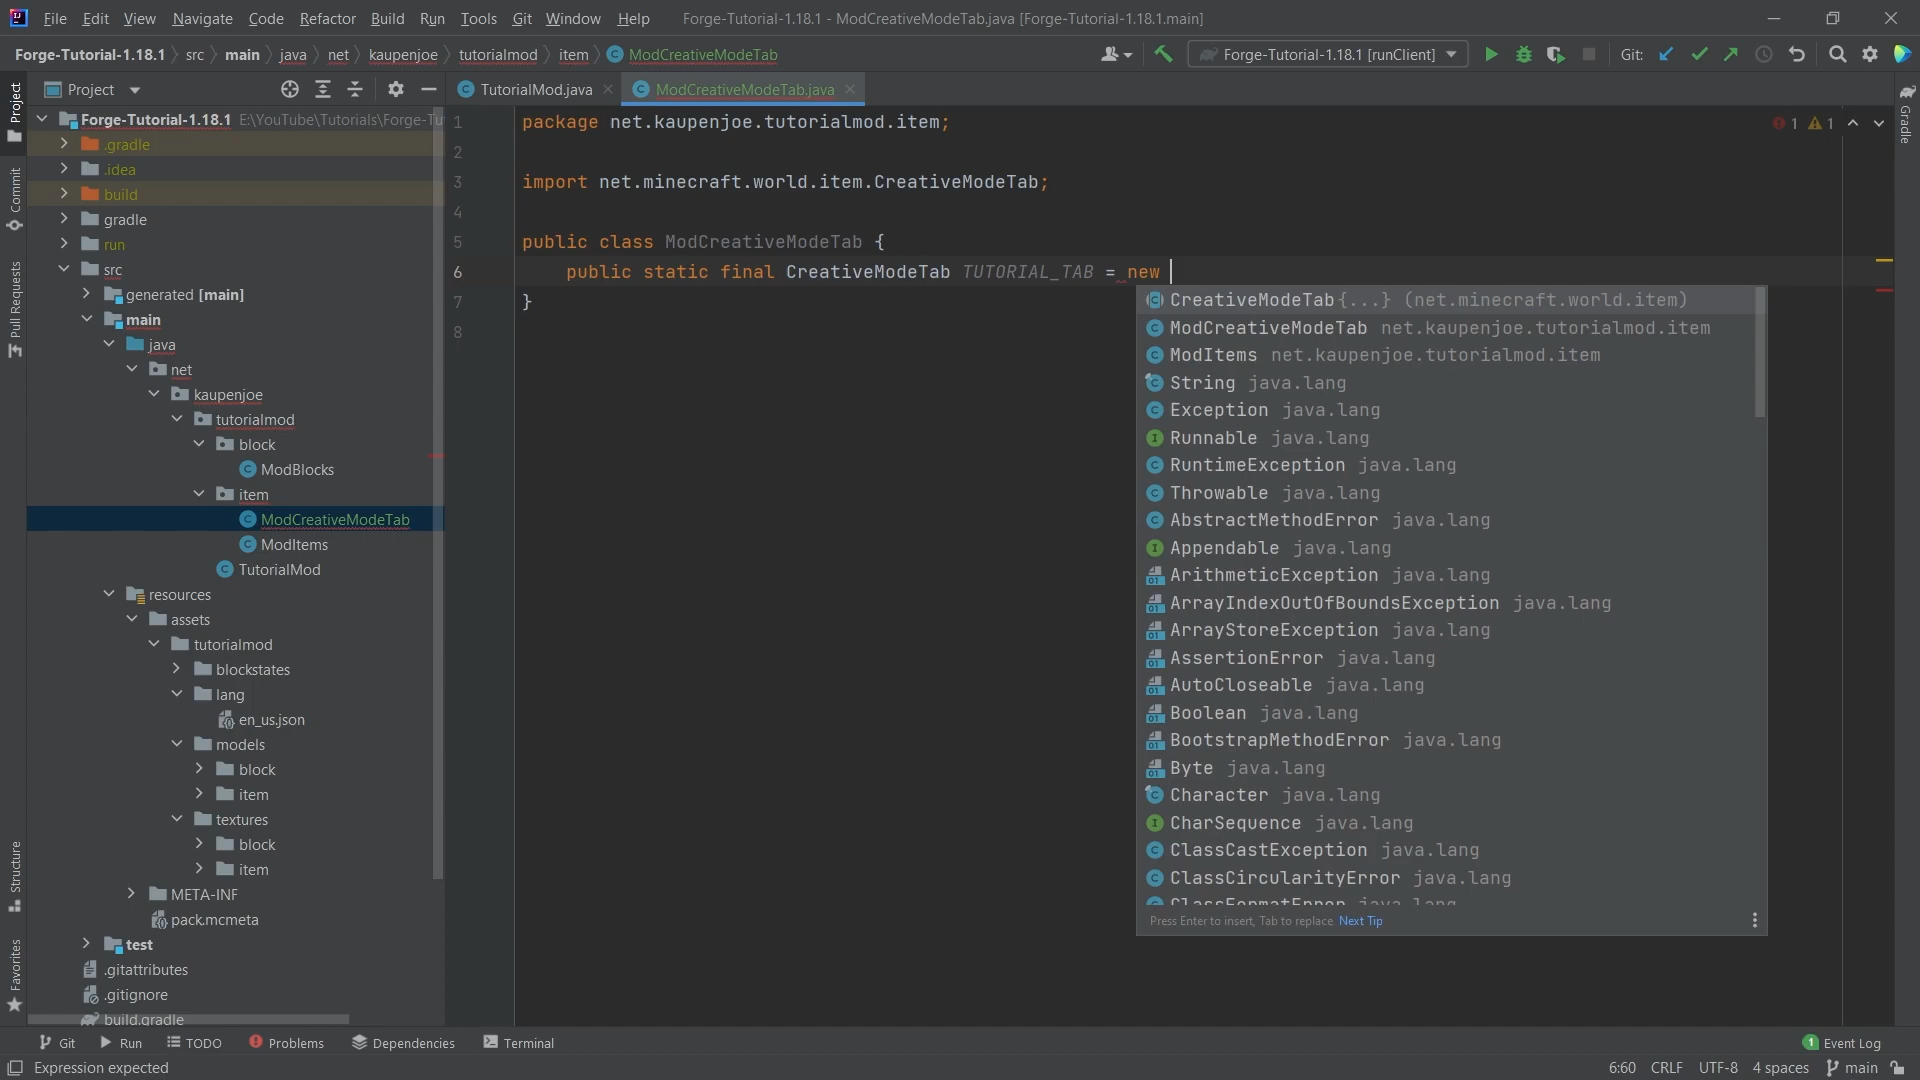 File Edit View Navigate Code Refactor Build Run Tools Git Window Help Forge-Tutorial-1.18.1 - ModCreativeModeTab.java [Forge-Tutorial-1.18.1.main]
Forge-Tutorial-1.18.1 src main java net kaupenjoe tutorialmod item ModCreativeModeTab Forge-Tutorial-1.18.1 [runClient] Git:
Project TutorialMod.java ModCreativeModeTab.java
Project
Commit
Pull Requests
Structure
Favorites
Gradle
Forge-Tutorial-1.18.1 E:\YouTube\Tutorials\Forge-Tu
.gradle
.idea
build
gradle
run
src
generated [main]
main
java
net
kaupenjoe
tutorialmod
block
ModBlocks
item
ModCreativeModeTab
ModItems
TutorialMod
resources
assets
tutorialmod
blockstates
lang
en_us.json
models
block
item
textures
block
item
META-INF
pack.mcmeta
test
.gitattributes
.gitignore
build.gradle
1 package net.kaupenjoe.tutorialmod.item; 1 1
2
3 import net.minecraft.world.item.CreativeModeTab;
4
5 public class ModCreativeModeTab {
6 public static final CreativeModeTab TUTORIAL_TAB = new
7 }
8
CreativeModeTab{...} (net.minecraft.world.item)
ModCreativeModeTab net.kaupenjoe.tutorialmod.item
ModItems net.kaupenjoe.tutorialmod.item
String java.lang
Exception java.lang
Runnable java.lang
RuntimeException java.lang
Throwable java.lang
AbstractMethodError java.lang
Appendable java.lang
ArithmeticException java.lang
ArrayIndexOutOfBoundsException java.lang
ArrayStoreException java.lang
AssertionError java.lang
AutoCloseable java.lang
Boolean java.lang
BootstrapMethodError java.lang
Byte java.lang
Character java.lang
CharSequence java.lang
ClassCastException java.lang
ClassCircularityError java.lang
ClassFormatError java.lang
Press Enter to insert, Tab to replace Next Tip
Git Run TODO Problems Dependencies Terminal 1 Event Log
Expression expected 6:60 CRLF UTF-8 4 spaces main